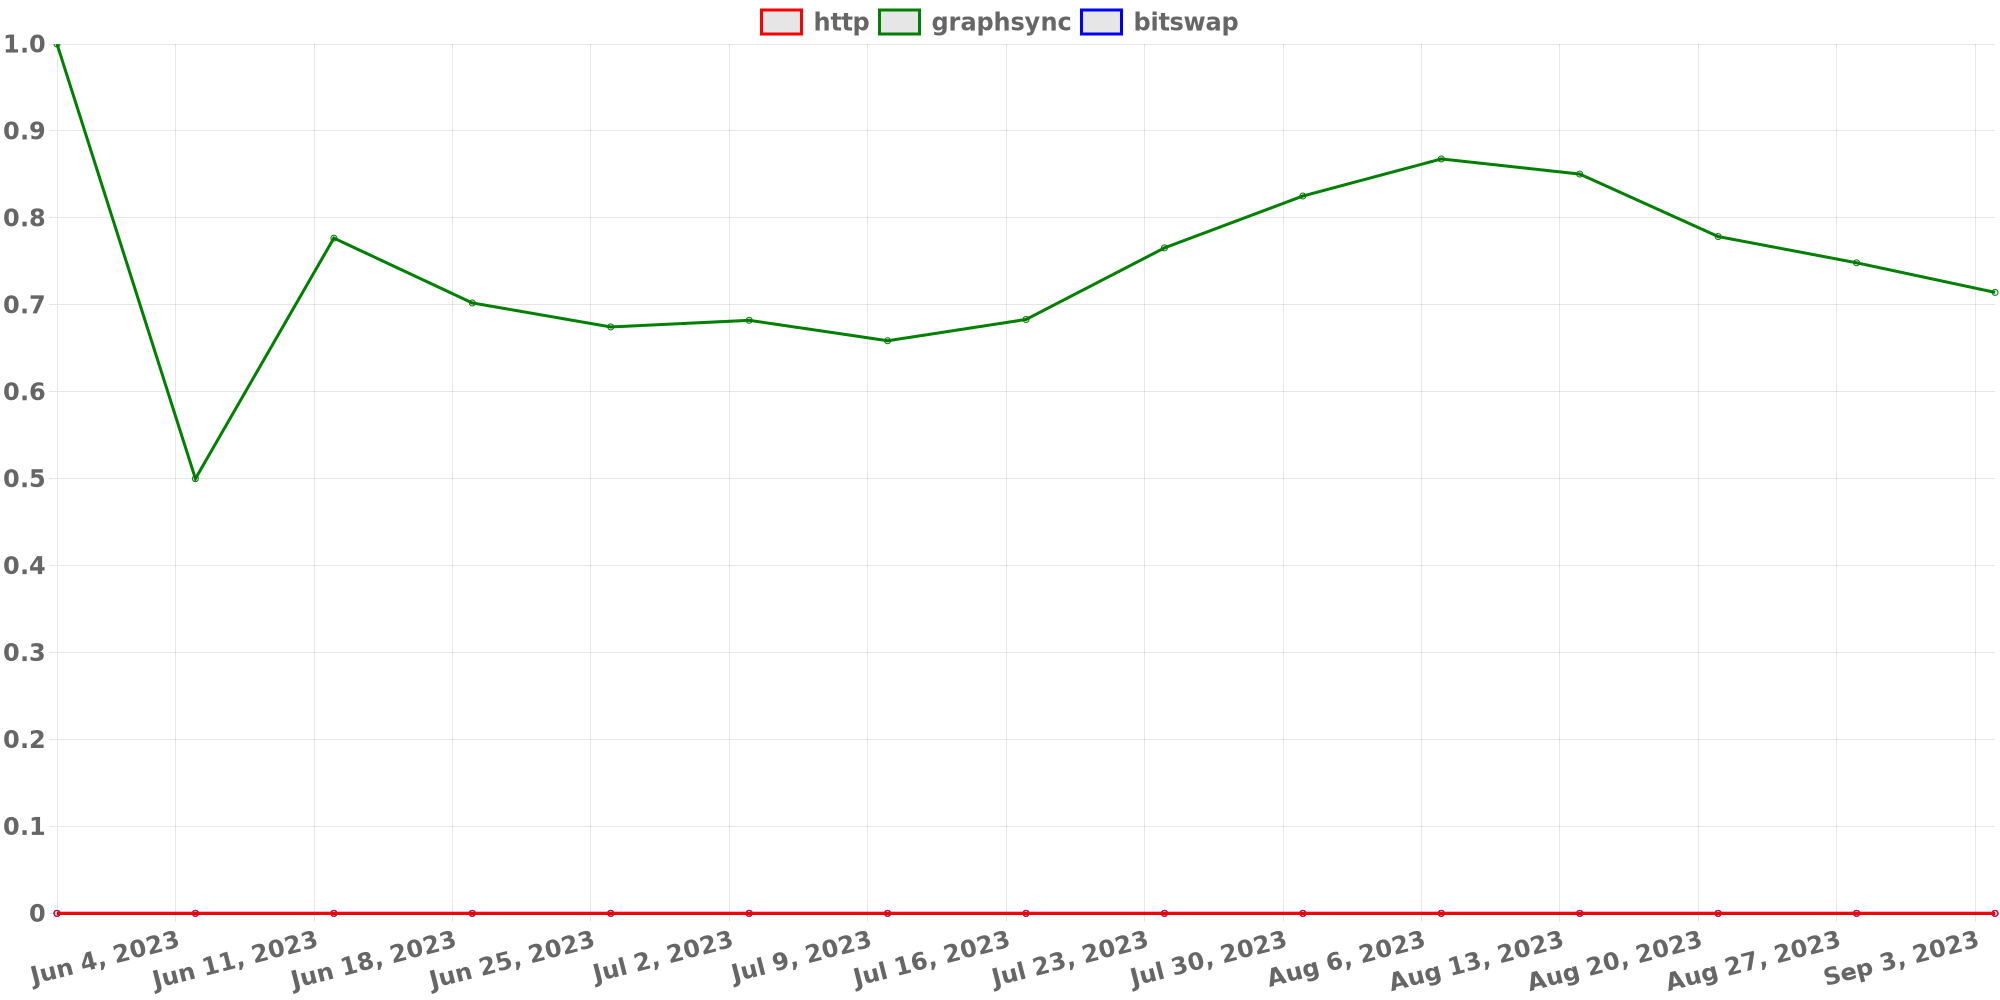 http graphsync bitswap
1.0
0.9
0.8
0.7
0.6
0.5
0.4
0.3
0.2
0.1
0
Jun 4, 2023
Jun 11, 2023
Jun 18, 2023
Jun 25, 2023
Jul 2, 2023
Jul 9, 2023
Jul 16, 2023
Jul 23, 2023
Jul 30, 2023
Aug 6, 2023
Aug 13, 2023
Aug 20, 2023
Aug 27, 2023
Sep 3, 2023